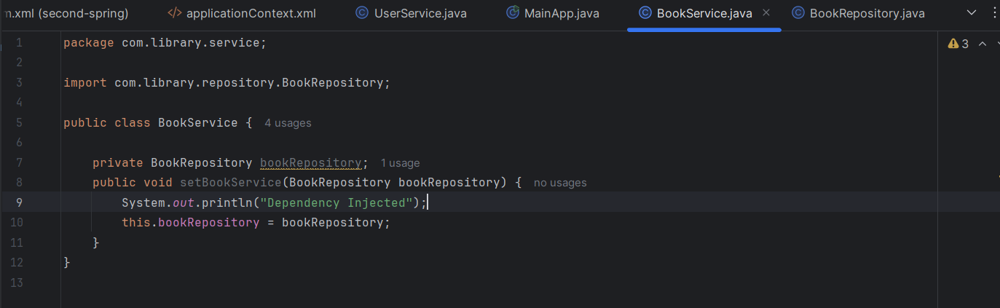 m.xml (second-spring) </> applicationContext.xml © UserService.java © MainApp.java © BookService.java × © BookRepository.java
1 package com.library.service; 3
2
3 import com.library.repository.BookRepository;
4
5 public class BookService { 4 usages
6
7 private BookRepository bookRepository; 1 usage
8 public void setBookService(BookRepository bookRepository) { no usages
9 System.out.println("Dependency Injected");
10 this.bookRepository = bookRepository;
11 }
12 }
13